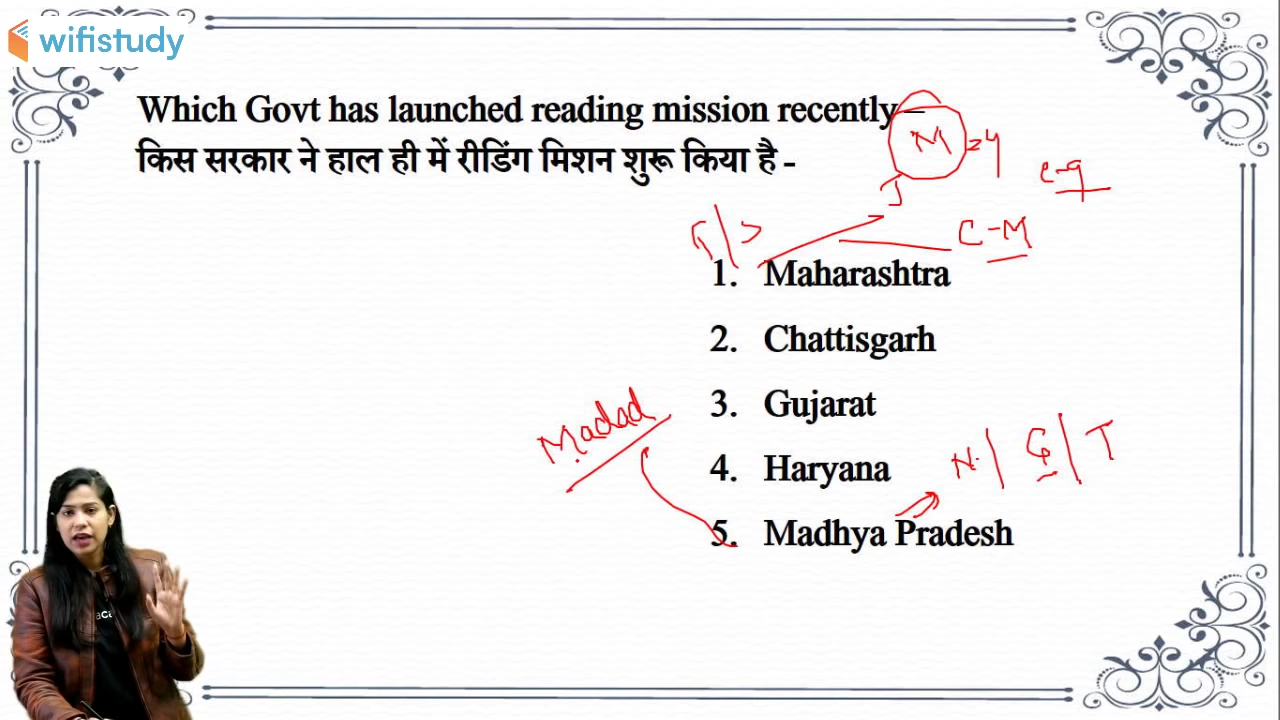 wifistudy
Which Govt has launched reading mission recently–
किस सरकार ने हाल ही में रीडिंग मिशन शुरू किया है -
M
C-M
1. Maharashtra
2. Chattisgarh
3. Gujarat
Madad
4. Haryana
N. | G | T
5. Madhya Pradesh